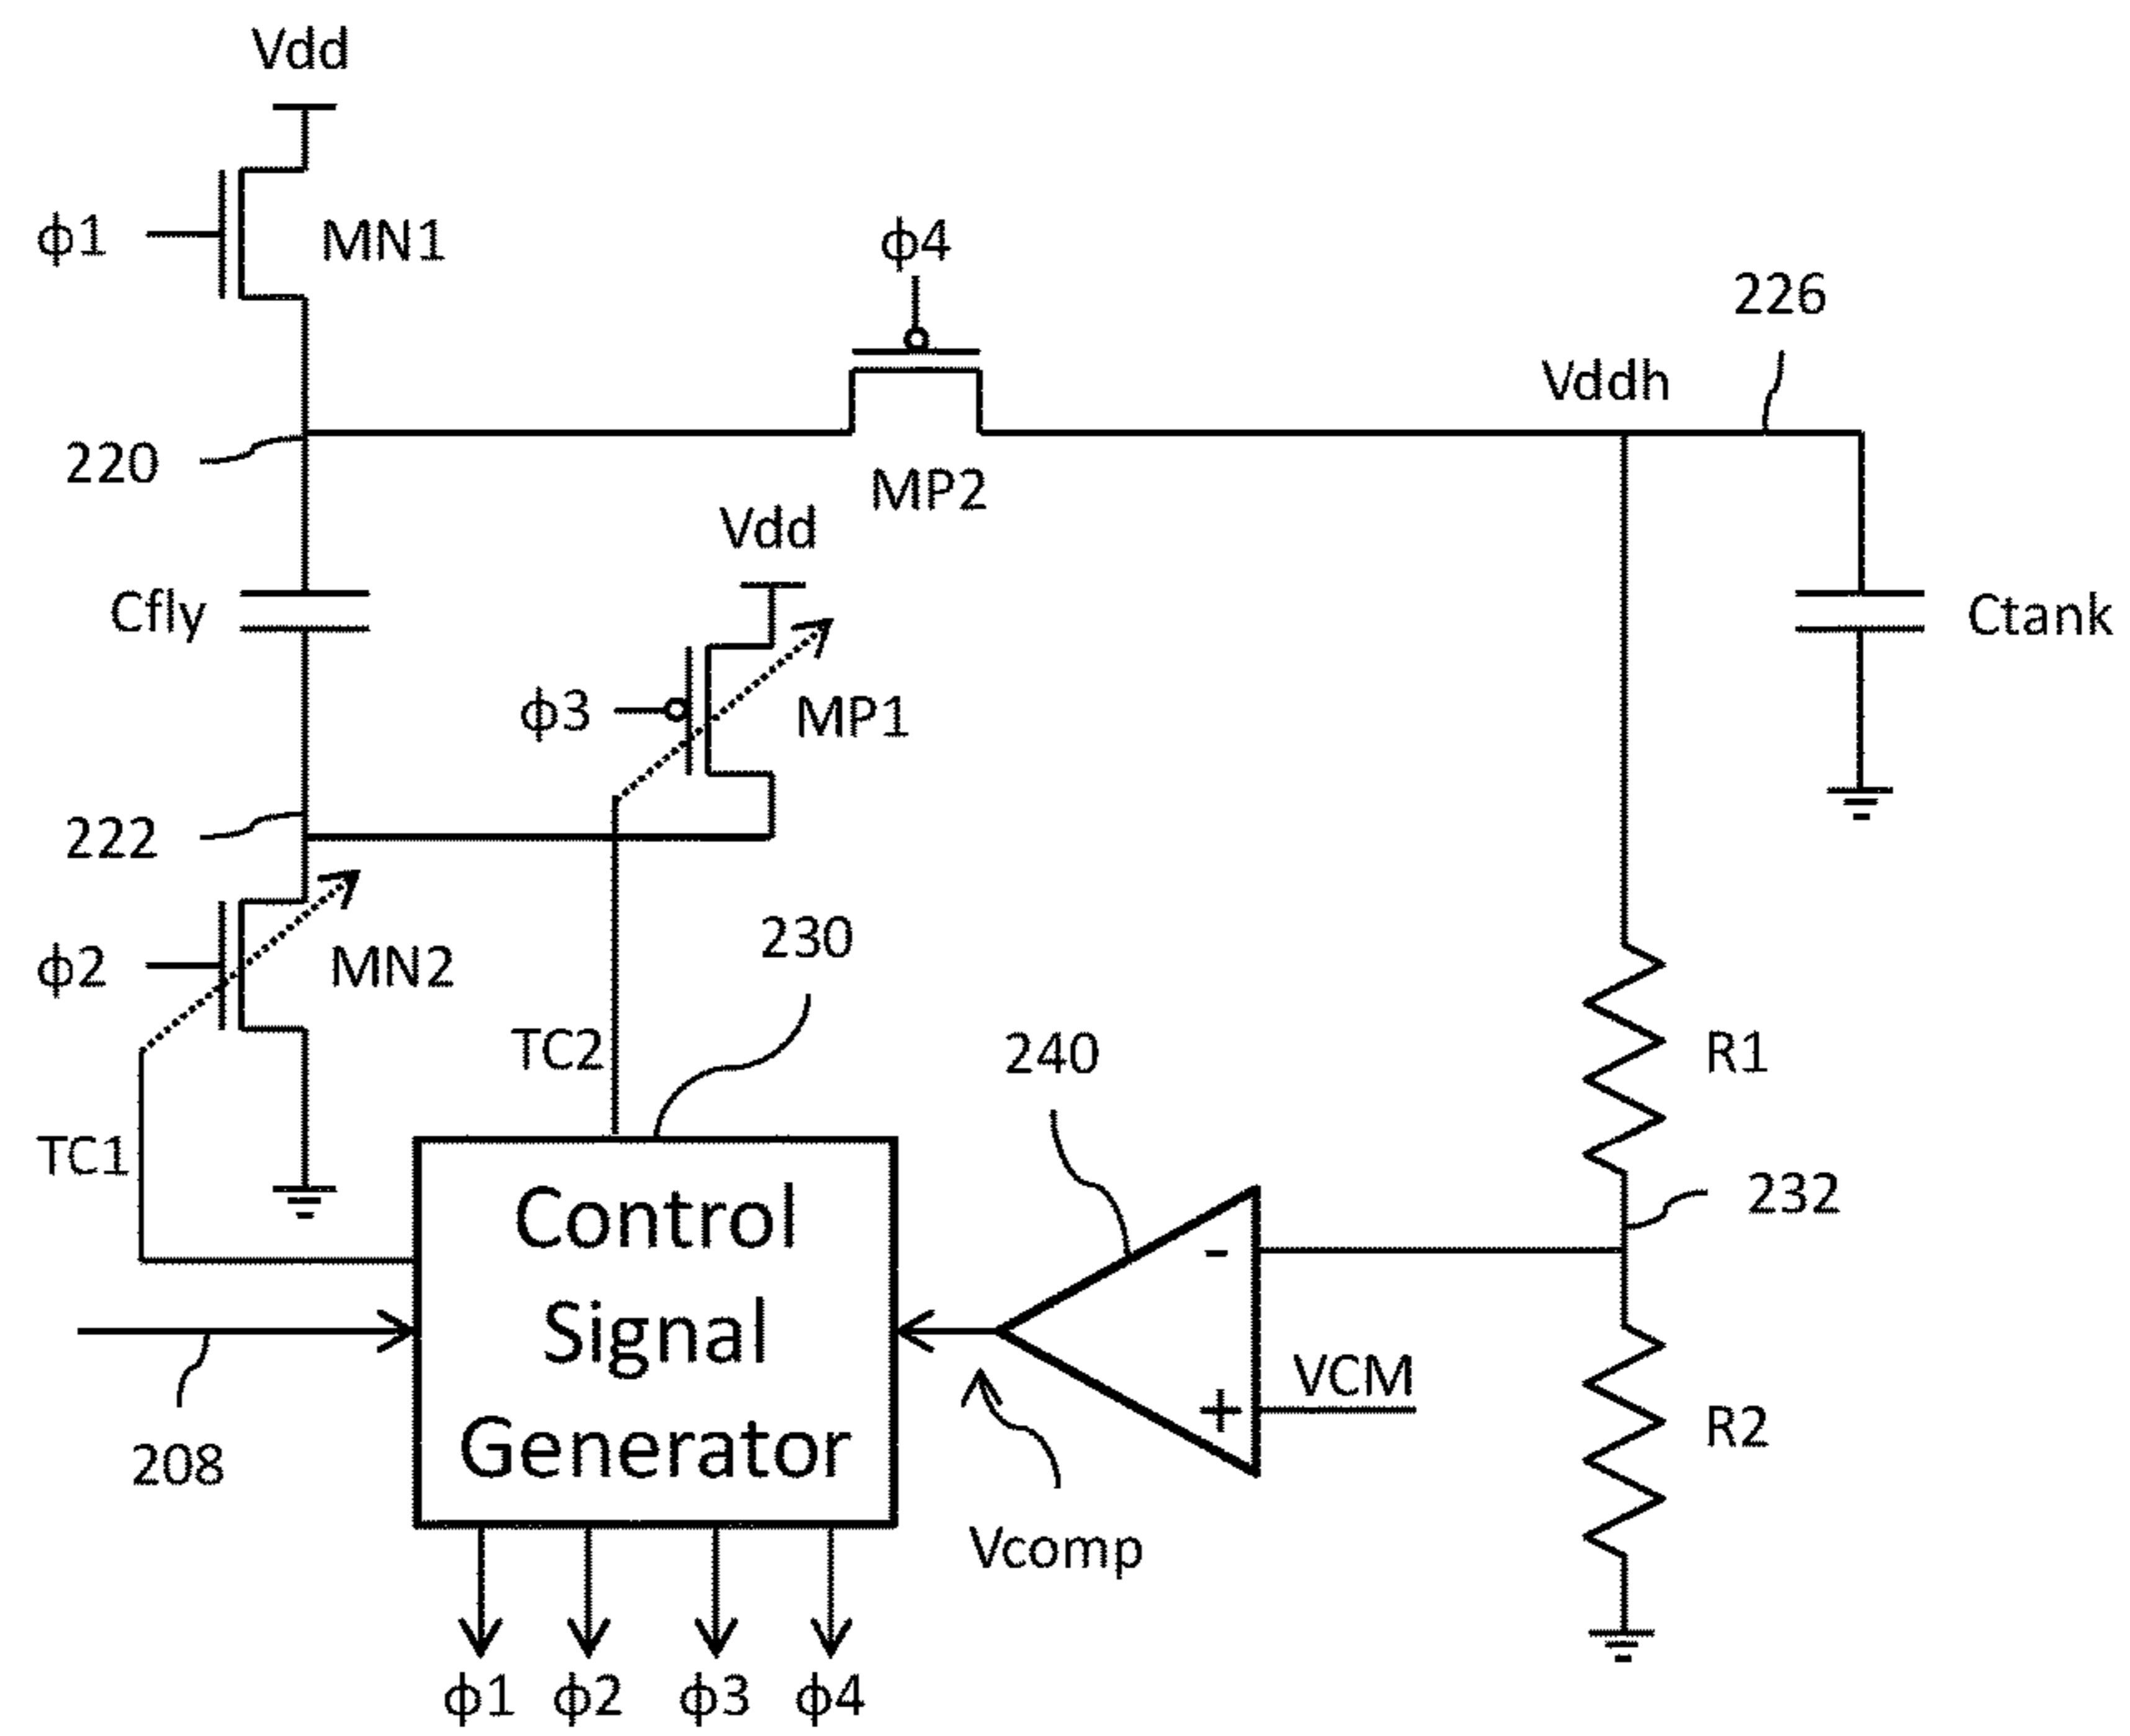 Vdd
ϕ1
MN1
ϕ4
226
Vddh
220
MP2
Vdd
Cfly
Ctank
ϕ3
MP1
222
ϕ2
MN2
230
TC2
240
R1
TC1
232
Control
Signal
Generator
-
+
VCM
208
R2
Vcomp
ϕ1 ϕ2 ϕ3 ϕ4